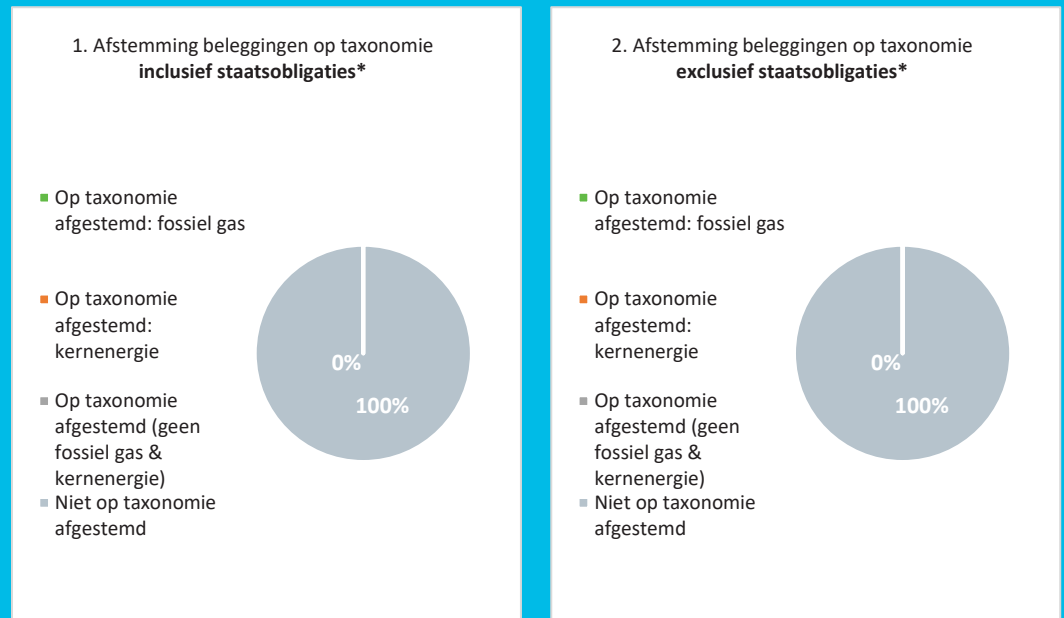 1. Afstemming beleggingen op taxonomie
inclusief staatsobligaties*
Op taxonomie
afgestemd: fossiel gas
Op taxonomie
afgestemd:
kernenergie
Op taxonomie
afgestemd (geen
fossiel gas &
kernenergie)
Niet op taxonomie
afgestemd
0%
100%
2. Afstemming beleggingen op taxonomie
exclusief staatsobligaties*
Op taxonomie
afgestemd: fossiel gas
Op taxonomie
afgestemd:
kernenergie
Op taxonomie
afgestemd (geen
fossiel gas &
kernenergie)
Niet op taxonomie
afgestemd
0%
100%